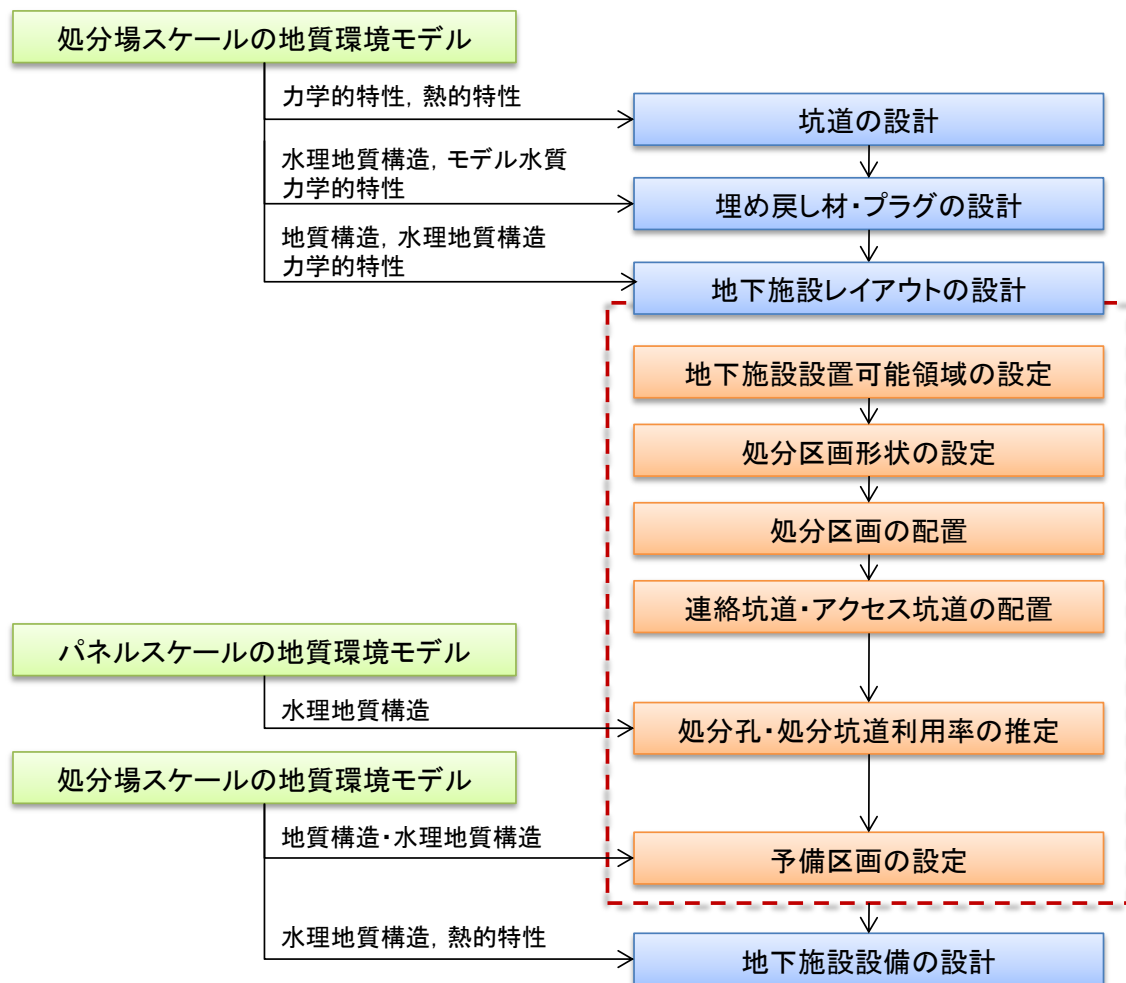 処分場スケールの地質環境モデル
力学的特性, 熱的特性
坑道の設計
水理地質構造, モデル水質
力学的特性
埋め戻し材・プラグの設計
地質構造, 水理地質構造
力学的特性
地下施設レイアウトの設計
地下施設設置可能領域の設定
処分区画形状の設定
処分区画の配置
連絡坑道・アクセス坑道の配置
パネルスケールの地質環境モデル
水理地質構造
処分孔・処分坑道利用率の推定
処分場スケールの地質環境モデル
地質構造・水理地質構造
予備区画の設定
水理地質構造, 熱的特性
地下施設設備の設計